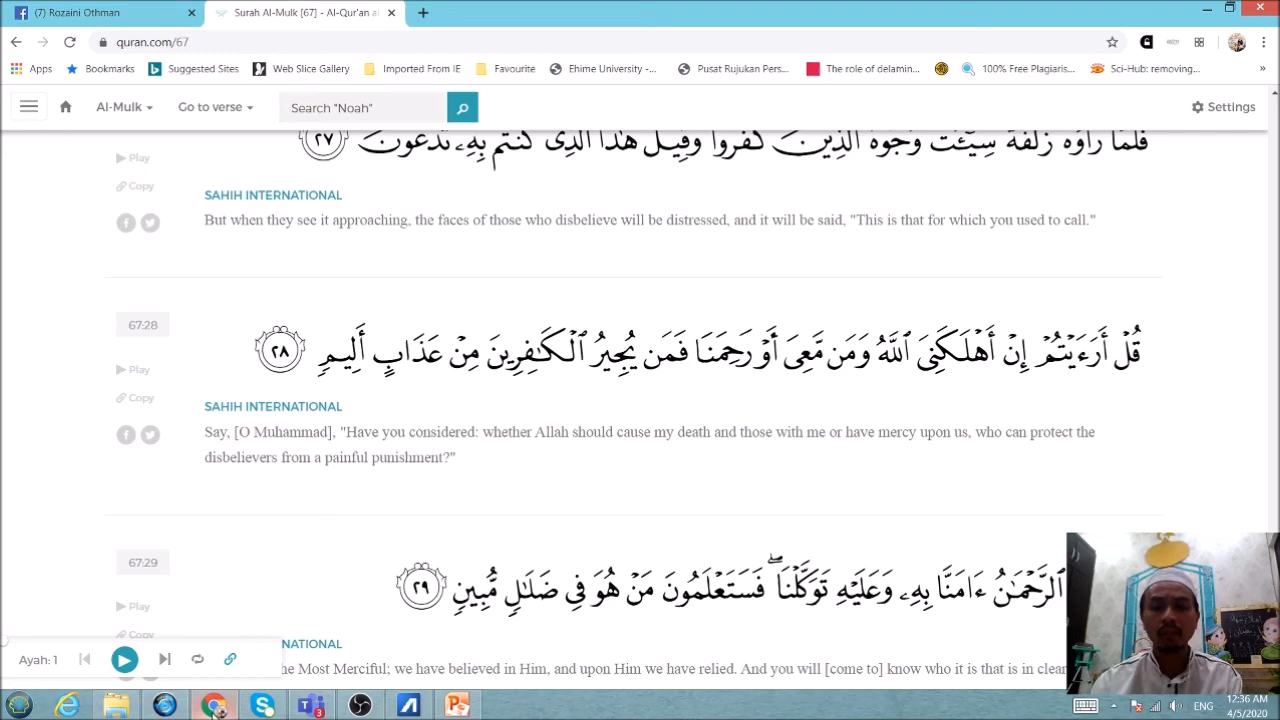 (7) Rozaini Othman
Surah Al-Mulk [67] - Al-Qur'an al
quran.com/67
Apps
Bookmarks
Suggested Sites
Web Slice Gallery
Imported From IE
Favourite
Ehime University -...
Pusat Rujukan Pers...
The role of delamin...
100% Free Plagiaris...
Sci-Hub: removing...
»
Al-Mulk
Go to verse
Search "Noah"
Settings
فَلَمَّا رَأَوْهُ زُلْفَةً سِيٓـَٔتْ وُجُوهُ ٱلَّذِينَ كَفَرُوا۟ وَقِيلَ هَـٰذَا ٱلَّذِى كُنتُم بِهِۦ تَدَّعُونَ ٢٧
Play
Copy
SAHIH INTERNATIONAL
But when they see it approaching, the faces of those who disbelieve will be distressed, and it will be said, "This is that for which you used to call."
67:28
قُلْ أَرَءَيْتُمْ إِنْ أَهْلَكَنِىَ ٱللَّهُ وَمَن مَّعِىَ أَوْ رَحِمَنَا فَمَن يُجِيرُ ٱلْكَـٰفِرِينَ مِنْ عَذَابٍ أَلِيمٍ ٢٨
Play
Copy
SAHIH INTERNATIONAL
Say, [O Muhammad], "Have you considered: whether Allah should cause my death and those with me or have mercy upon us, who can protect the
disbelievers from a painful punishment?"
67:29
ٱلرَّحْمَـٰنُ ءَامَنَّا بِهِۦ وَعَلَيْهِ تَوَكَّلْنَا ۖ فَسَتَعْلَمُونَ مَنْ هُوَ فِى ضَلَـٰلٍ مُّبِينٍ ٢٩
Play
Copy
NATIONAL
Most Merciful; we have believed in Him, and upon Him we have relied. And you will [come to] know who it is that is in clear
Ayah: 1
3
ENG
12:36 AM
4/5/2020